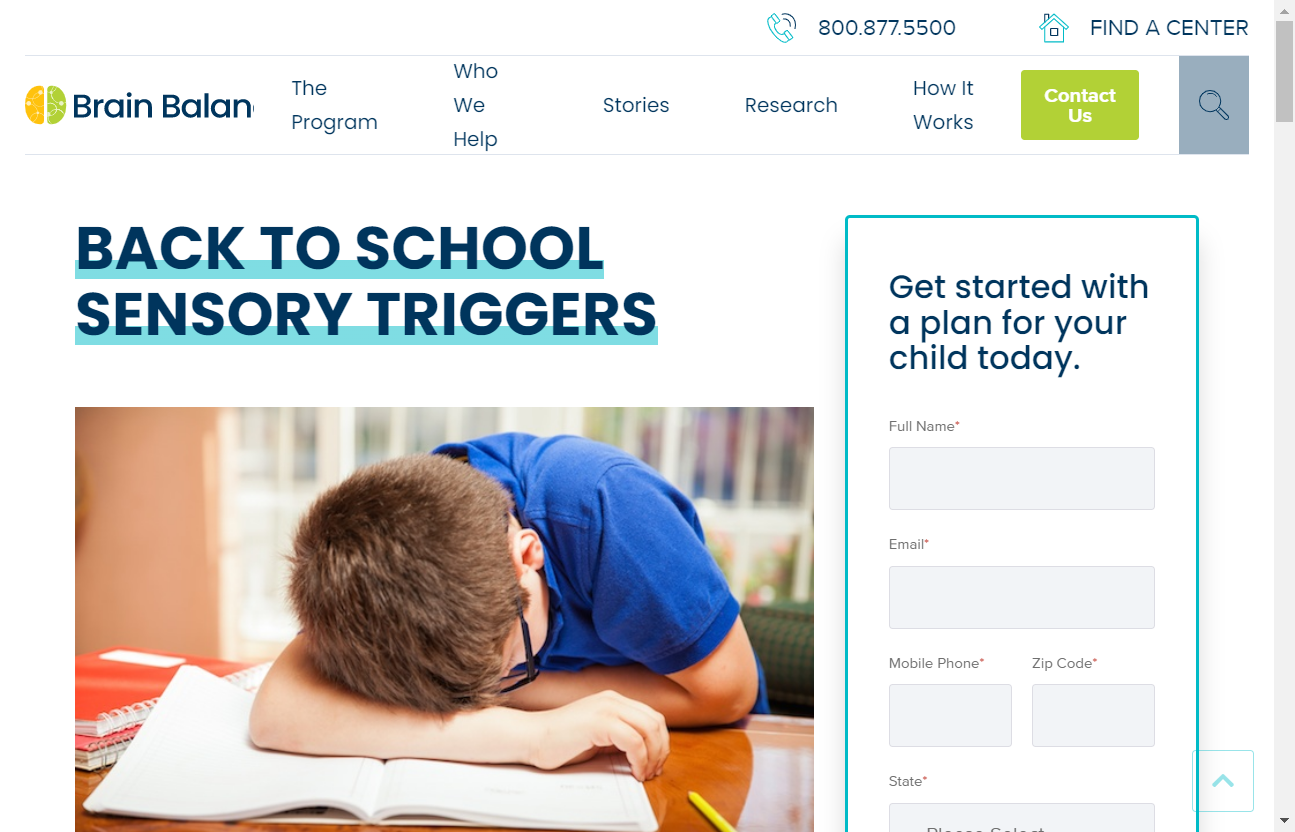 800.877.5500
FIND A CENTER
Brain Balan
The
Program
Who
We
Help
Stories
Research
How It
Works
Contact
Us
BACK TO SCHOOL
SENSORY TRIGGERS
Get started with
a plan for your
child today.
Full Name*
Email*
Mobile Phone*
Zip Code*
State*
Please Select